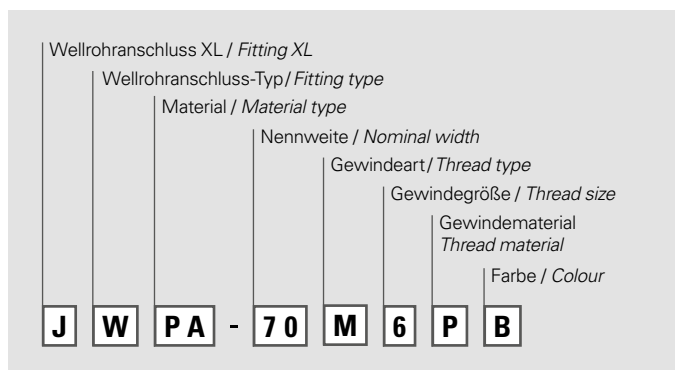 Wellrohranschluss XL / Fitting XL
Wellrohranschluss-Typ/Fitting type
Material / Material type
Nennweite / Nominal width
Gewindeart/Thread type
Gewindegröße / Thread size
Gewindematerial
Thread material
Farbe / Colour
J W PA - 70 M 6 P B